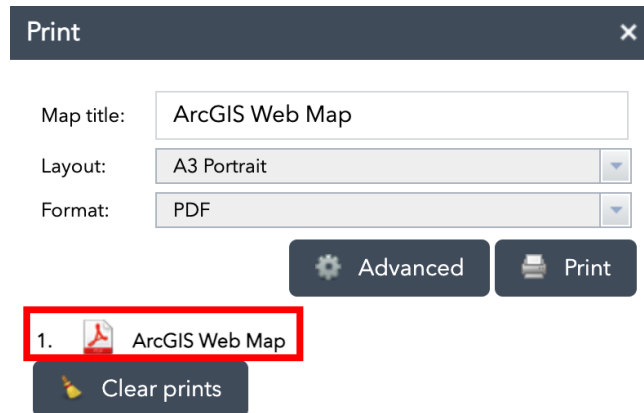 Print
Map title: ArcGIS Web Map
Layout: A3 Portrait
Format: PDF
Advanced Print
1. ArcGIS Web Map
Clear prints